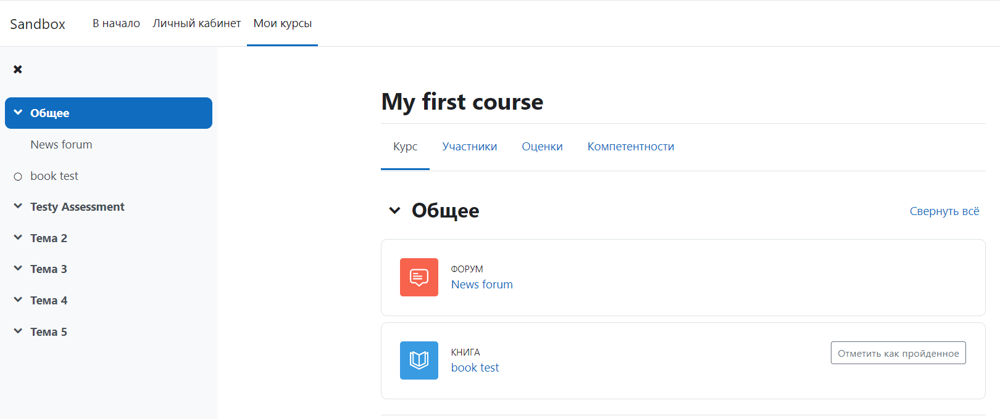 Sandbox В начало Личный кабинет Мои курсы
Общее
News forum
book test
Testy Assessment
Тема 2
Тема 3
Тема 4
Тема 5
My first course
Курс Участники Оценки Компетентности
Общее Свернуть всё
ФОРУМ
News forum
КНИГА
book test
Отметить как пройденное